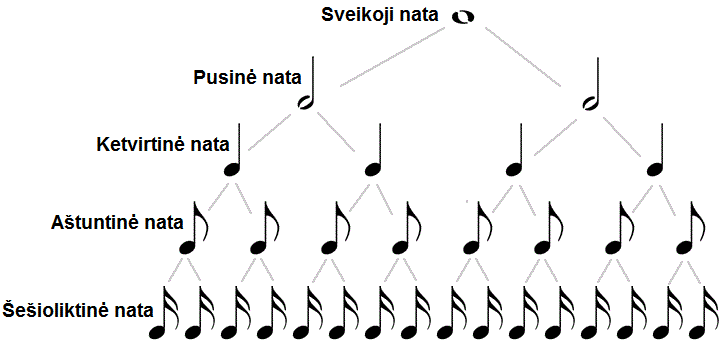 Sveikoji nata
Pusinė nata
Ketvirtinė nata
Aštuntinė nata
Šešioliktinė nata